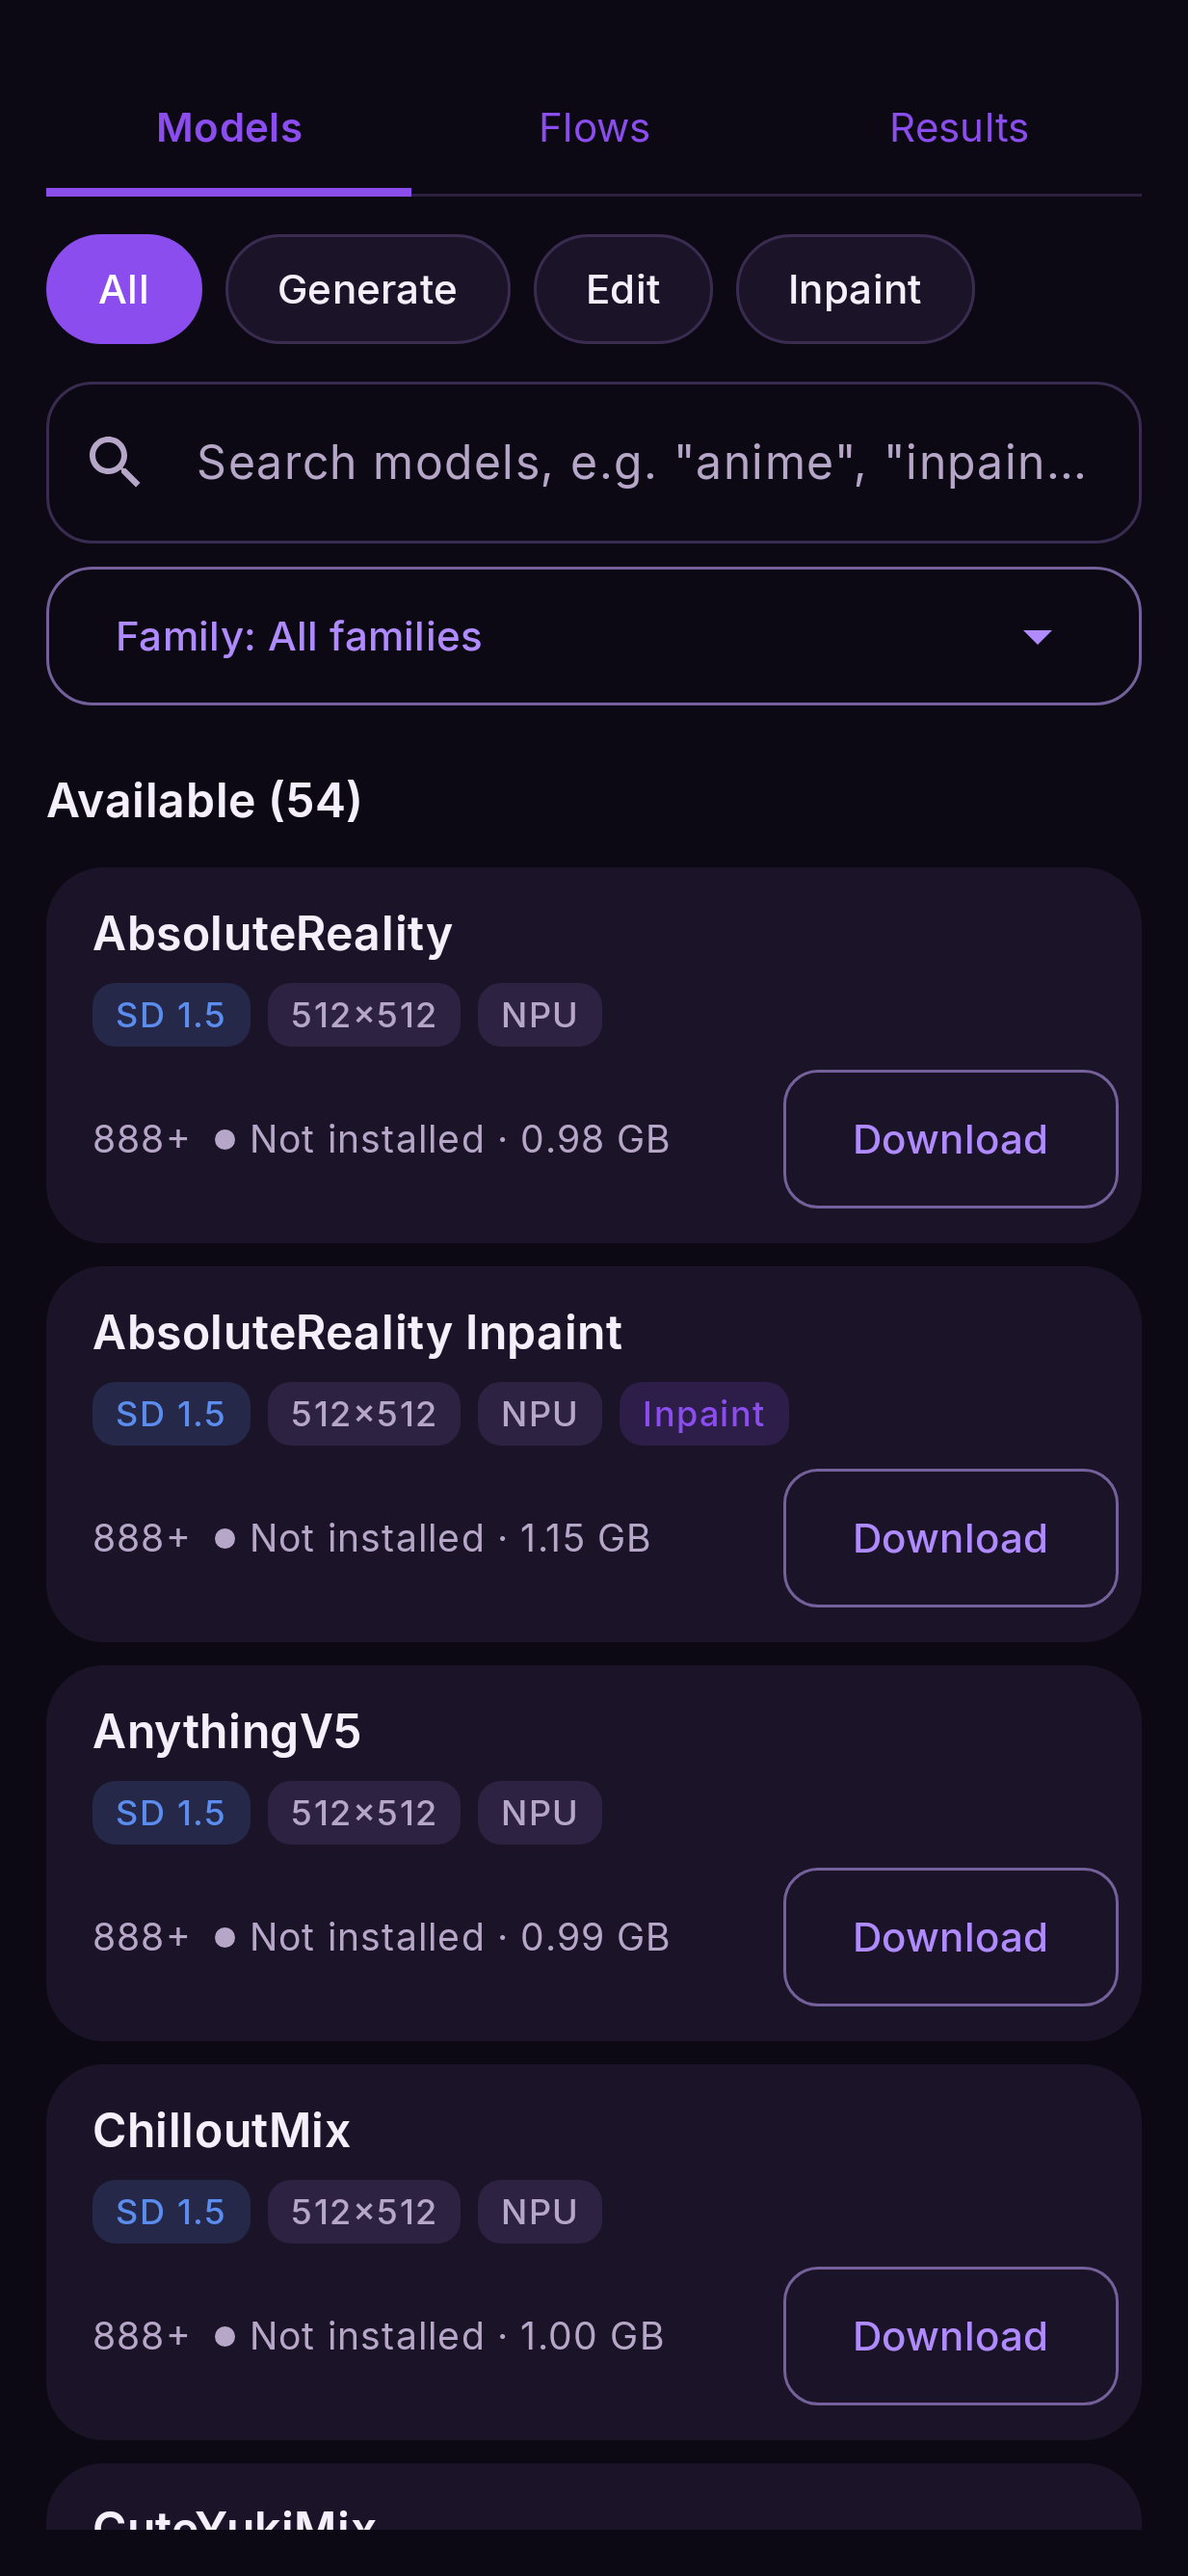 Models Flows Results
All Generate Edit Inpaint
Search models, e.g. "anime", "inpain...
Family: All families
Available (54)
AbsoluteReality
SD 1.5 512×512 NPU
888+ ● Not installed · 0.98 GB Download
AbsoluteReality Inpaint
SD 1.5 512×512 NPU Inpaint
888+ ● Not installed · 1.15 GB Download
AnythingV5
SD 1.5 512×512 NPU
888+ ● Not installed · 0.99 GB Download
ChilloutMix
SD 1.5 512×512 NPU
888+ ● Not installed · 1.00 GB Download
CuteYukiMix